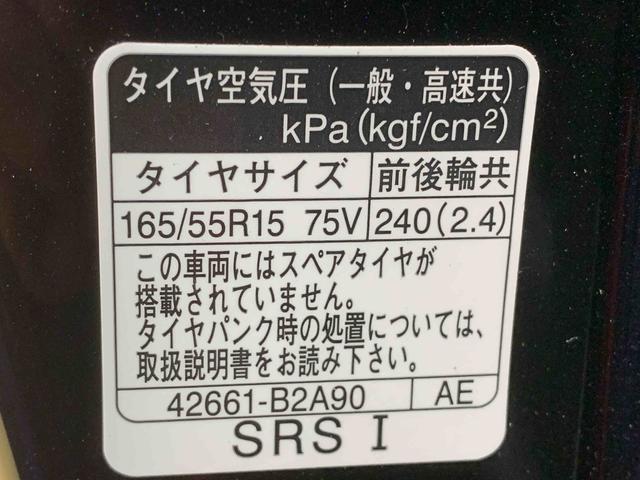 タイヤ空気圧（一般・高速共）
kPa(kgf/cm²)
タイヤサイズ 前後輪共
165/55R15 75V 240(2.4)
この車両にはスペアタイヤが
搭載されていません。
タイヤパンク時の処置については、
取扱説明書をお読み下さい。
42661-B2A90 AE
SRS I